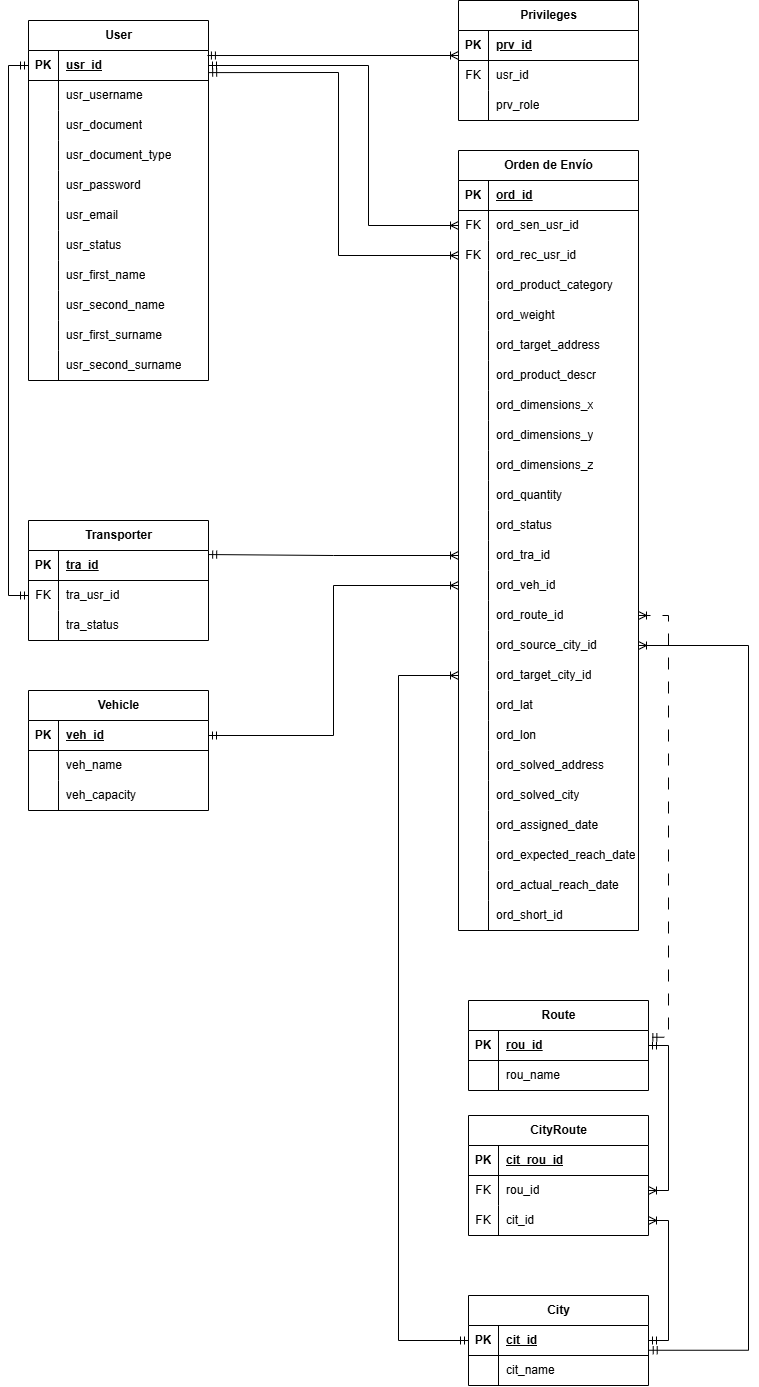 User
PK usr_id
usr_username
usr_document
usr_document_type
usr_password
usr_email
usr_status
usr_first_name
usr_second_name
usr_first_surname
usr_second_surname
Privileges
PK prv_id
FK usr_id
prv_role
Orden de Envío
PK ord_id
FK ord_sen_usr_id
FK ord_rec_usr_id
ord_product_category
ord_weight
ord_target_address
ord_product_descr
ord_dimensions_x
ord_dimensions_y
ord_dimensions_z
ord_quantity
ord_status
ord_tra_id
ord_veh_id
ord_route_id
ord_source_city_id
ord_target_city_id
ord_lat
ord_lon
ord_solved_address
ord_solved_city
ord_assigned_date
ord_expected_reach_date
ord_actual_reach_date
ord_short_id
Transporter
PK tra_id
FK tra_usr_id
tra_status
Vehicle
PK veh_id
veh_name
veh_capacity
Route
PK rou_id
rou_name
CityRoute
PK cit_rou_id
FK rou_id
FK cit_id
City
PK cit_id
cit_name